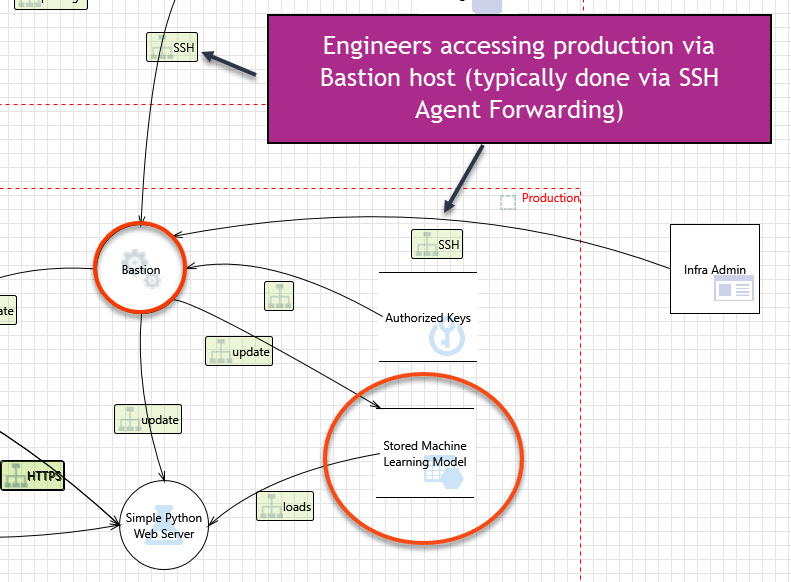 SSH
Engineers accessing production via
Bastion host (typically done via SSH
Agent Forwarding)
Production
SSH
Bastion
Infra Admin
Authorized Keys
update
update
Stored Machine
Learning Model
HTTPS
loads
Simple Python
Web Server